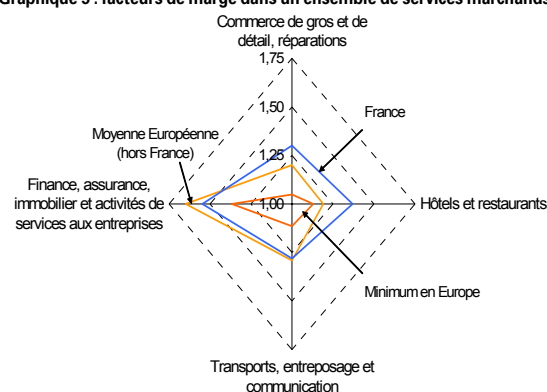 Graphique 3 : facteurs de marge dans un ensemble de services marchands
Commerce de gros et de
détail, réparations
1,75
1,50
France
Moyenne Européenne
(hors France)
1,25
Finance, assurance,
immobilier et activités de
services aux entreprises
1,00
Hôtels et restaurants
Minimum en Europe
Transports, entreposage et
communication